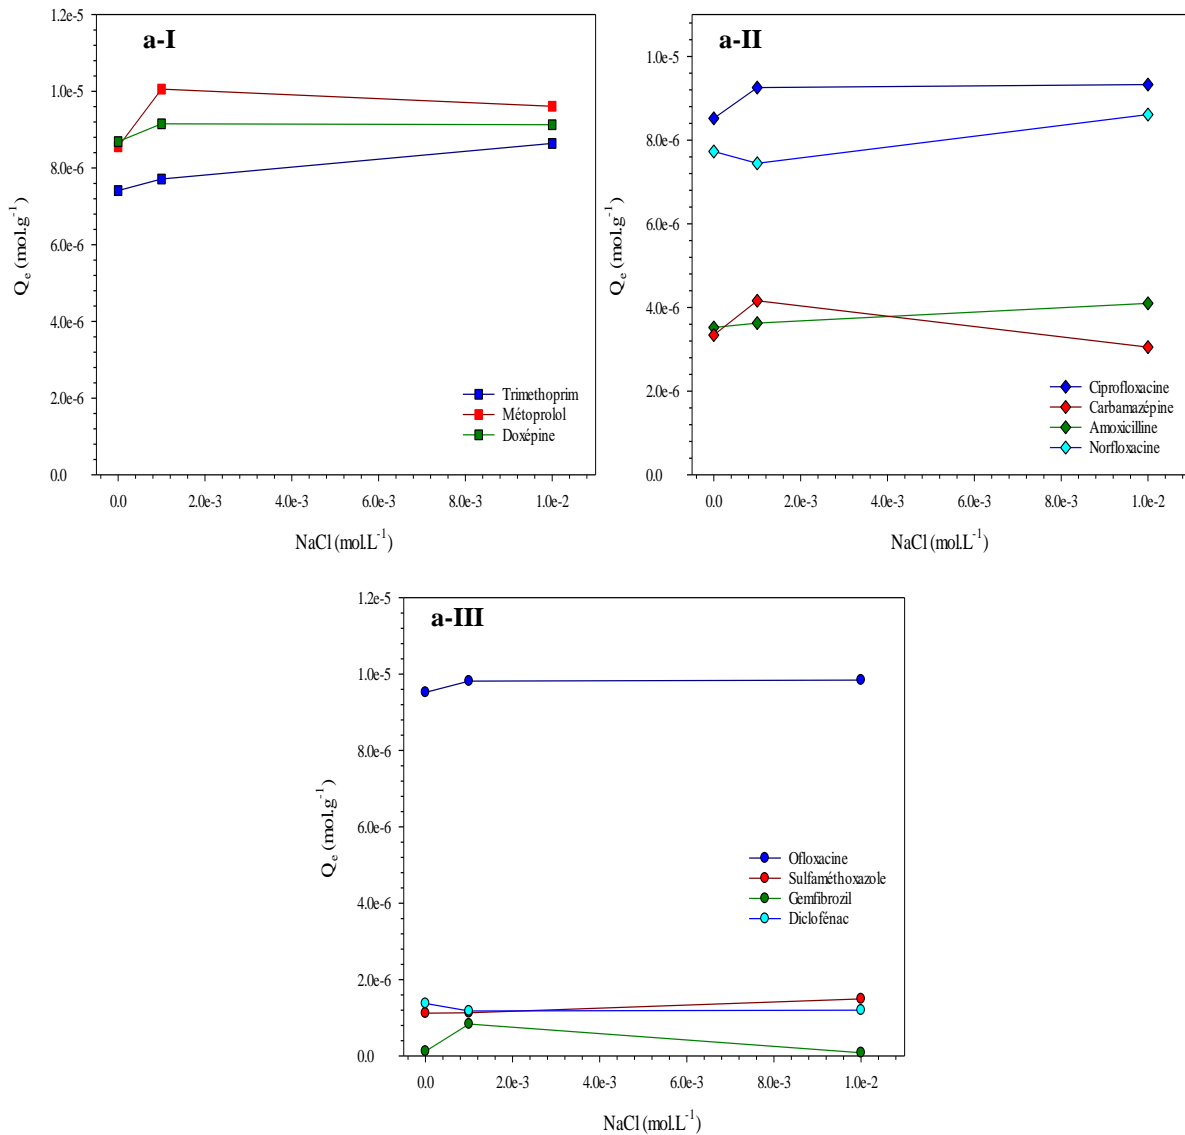 a-I
1.2e-5
1.0e-5
8.0e-6
6.0e-6
4.0e-6
2.0e-6
0.0
Qe (mol.g-1)
Trimethoprim
Métoprolol
Doxépine
0.0 2.0e-3 4.0e-3 6.0e-3 8.0e-3 1.0e-2
NaCl (mol.L-1)
a-II
1.0e-5
8.0e-6
6.0e-6
4.0e-6
2.0e-6
0.0
Qe (mol.g-1)
Ciprofloxacine
Carbamazépine
Amoxicilline
Norfloxacine
0.0 2.0e-3 4.0e-3 6.0e-3 8.0e-3 1.0e-2
NaCl (mol.L-1)
a-III
1.2e-5
1.0e-5
8.0e-6
6.0e-6
4.0e-6
2.0e-6
0.0
Qe (mol.g-1)
Ofloxacine
Sulfaméthoxazole
Gemfibrozil
Diclofénac
0.0 2.0e-3 4.0e-3 6.0e-3 8.0e-3 1.0e-2
NaCl (mol.L-1)